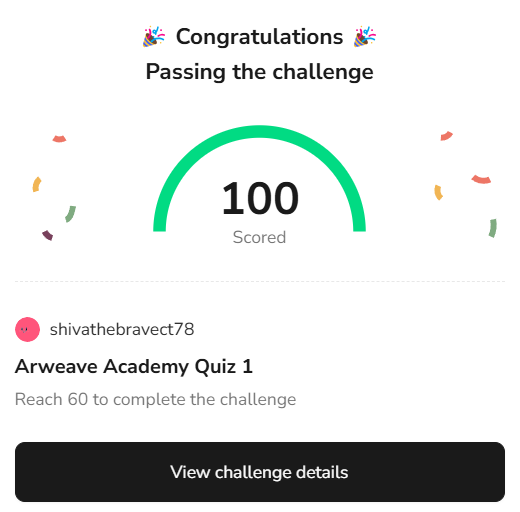 🎉 Congratulations 🎉
Passing the challenge
100
Scored
shivathebravect78
Arweave Academy Quiz 1
Reach 60 to complete the challenge
View challenge details